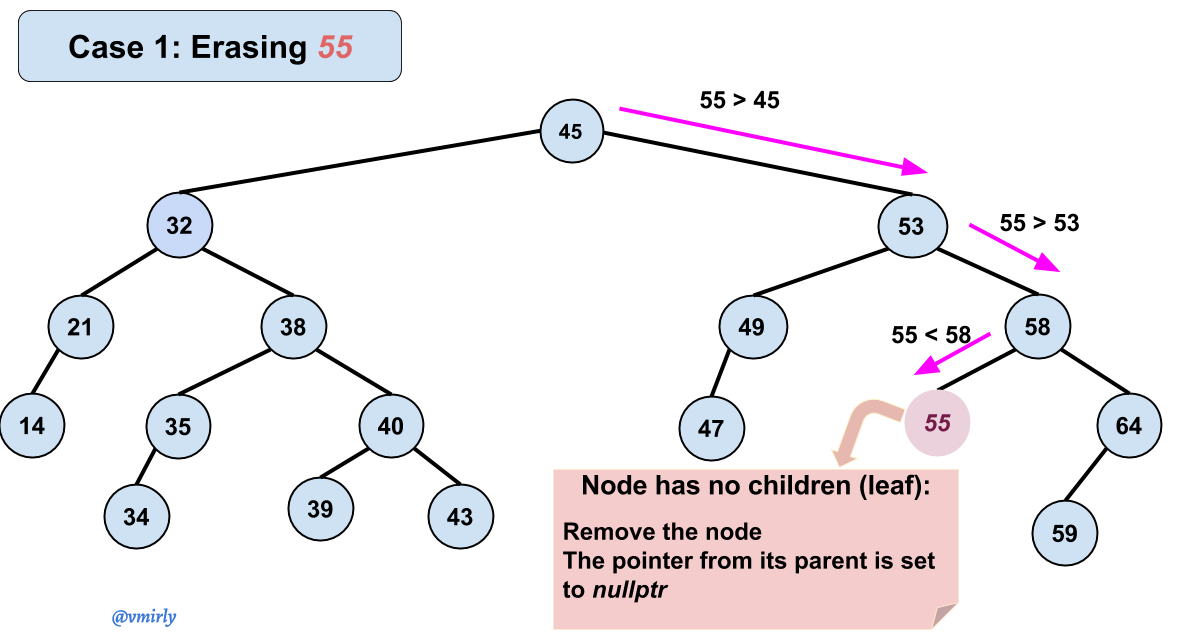 Case 1: Erasing 55
55 > 45
45
32
53
55 > 53
21
38
49
58
55 < 58
14
35
40
47
55
64
34
39
43
59
Node has no children (leaf):
Remove the node
The pointer from its parent is set
to nullptr
@vmirly